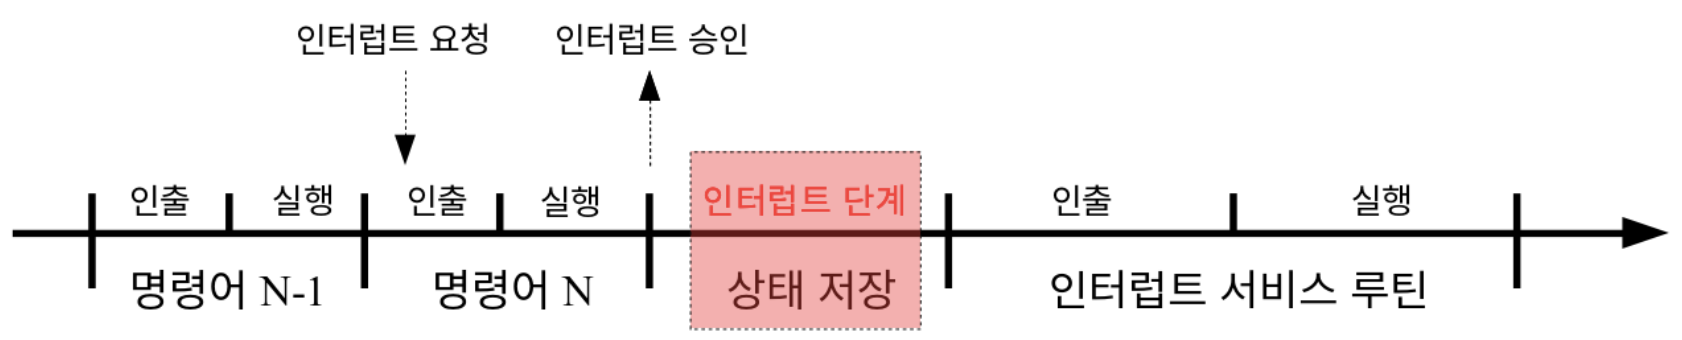 인터럽트 요청 인터럽트 승인
인출 실행 인출 실행 인터럽트 단계 인출 실행
명령어 N-1 명령어 N 상태 저장 인터럽트 서비스 루틴